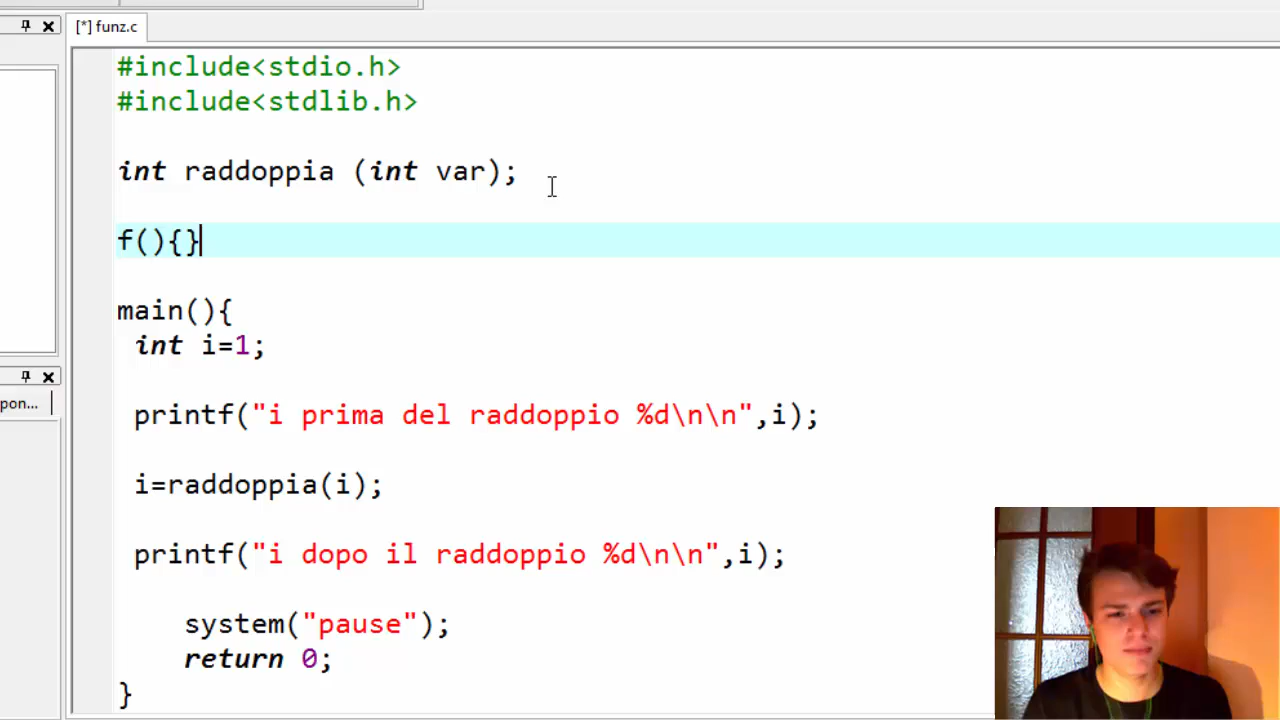 [*] funz.c
#include<stdio.h>
#include<stdlib.h>
int raddoppia (int var);
f(){}
main(){
int i=1;
printf("i prima del raddoppio %d\n\n",i);
i=raddoppia(i);
pon...
printf("i dopo il raddoppio %d\n\n",i);
system("pause");
return 0;
}